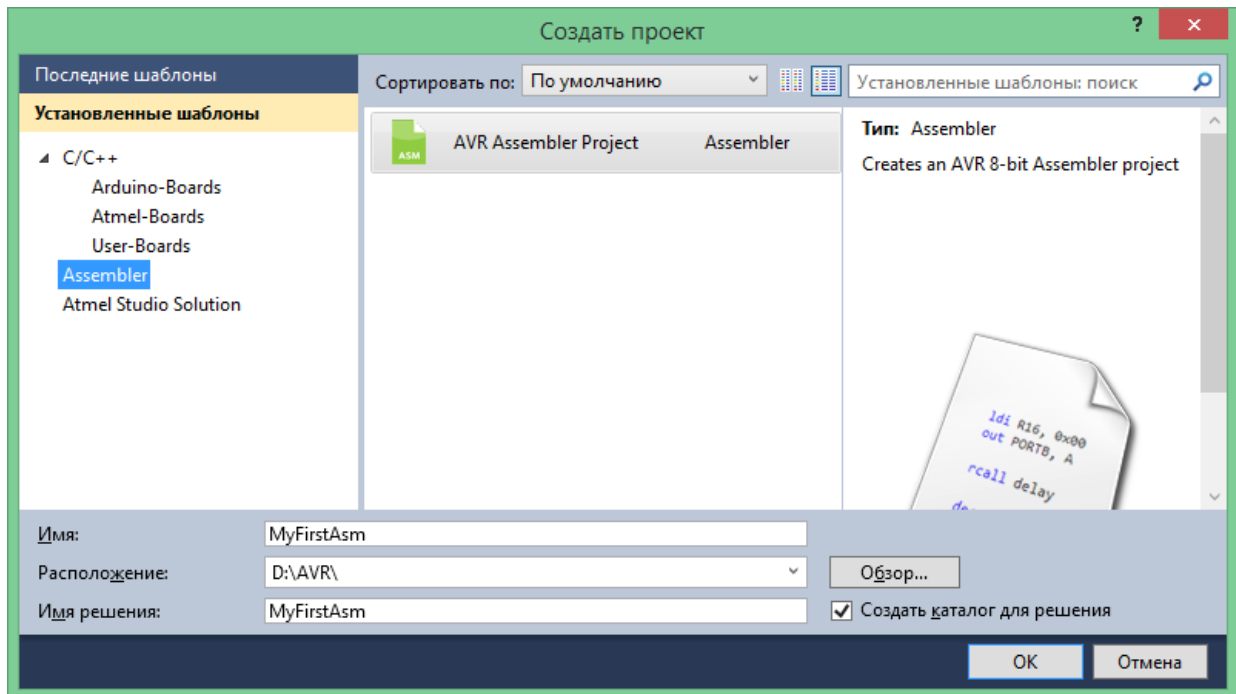 Создать проект
?
Последние шаблоны
Установленные шаблоны
C/C++
Arduino-Boards
Atmel-Boards
User-Boards
Assembler
Atmel Studio Solution
Сортировать по: По умолчанию
Установленные шаблоны: поиск
ASM AVR Assembler Project Assembler
Тип: Assembler
Creates an AVR 8-bit Assembler project
ldi R16, 0x00
out PORTB, A
rcall delay
Имя: MyFirstAsm
Расположение: D:\AVR\ Обзор...
Имя решения: MyFirstAsm Создать каталог для решения
ОК Отмена